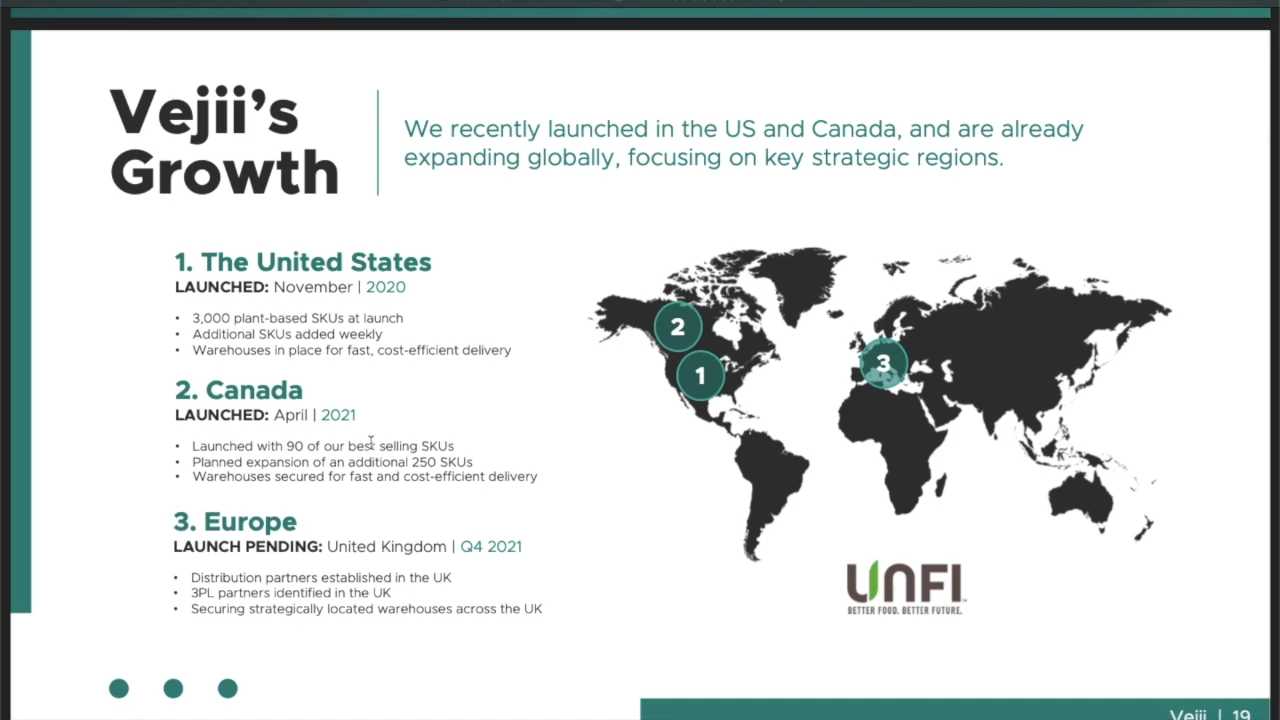 Vejii's
Growth
We recently launched in the US and Canada, and are already
expanding globally, focusing on key strategic regions.
1. The United States
LAUNCHED: November | 2020
• 3,000 plant-based SKUs at launch
• Additional SKUs added weekly
• Warehouses in place for fast, cost-efficient delivery
2. Canada
LAUNCHED: April | 2021
• Launched with 90 of our best selling SKUs
• Planned expansion of an additional 250 SKUs
• Warehouses secured for fast and cost-efficient delivery
3. Europe
LAUNCH PENDING: United Kingdom | Q4 2021
• Distribution partners established in the UK
• 3PL partners identified in the UK
• Securing strategically located warehouses across the UK
2
1
3
UNFI
BETTER FOOD. BETTER FUTURE.
Vejii | 19